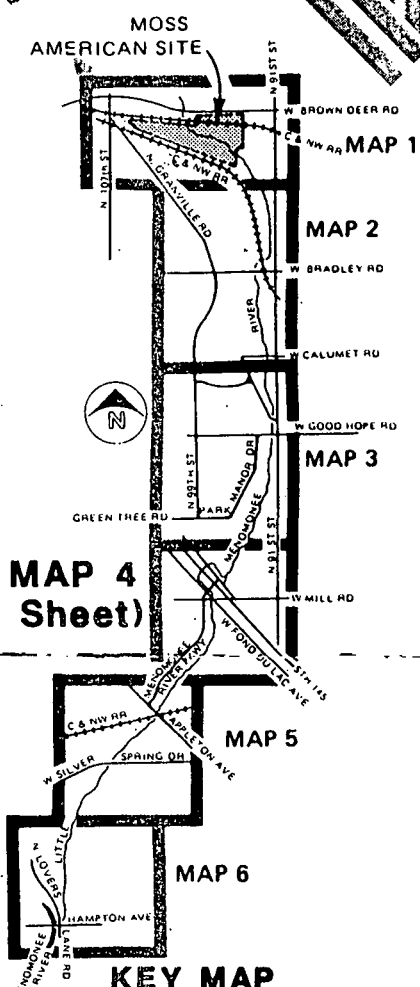 MOSS
AMERICAN SITE
N 91ST ST
W BROWN DEER RD
C & NW RR
MAP 1
C & NW RR
N 107th ST
N GRANVILLE RD
MAP 2
W BRADLEY RD
RIVER
W CALUMET RD
N
W GOOD HOPE RD
MAP 3
N 99TH ST
PARK MANOR DR
MENOMONEE
GREEN TREE RD
N 91 ST ST
MAP 4
Sheet)
W MILL RD
W FOND DU LAC AVE
STH 145
MENOMONEE
RIVER PKWY
C & NW RR
APPLETON AVE
MAP 5
W SILVER SPRING DR
LITTLE
N LOVERS
LANE RD
MAP 6
HAMPTON AVE
NOMONEE
RIVER
KEY MAP